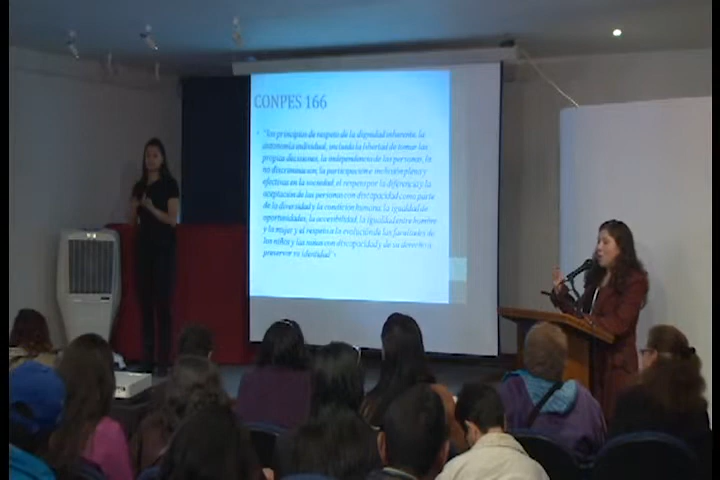 CONPES 166
"los principios de respeto de la dignidad inherente, la
autonomía individual, incluida la libertad de tomar las
propias decisiones, la independencia de las personas, la
no discriminación, la participación e inclusión plena y
efectivas en la sociedad, el respeto por la diferencia y la
aceptación de las personas con discapacidad como parte
de la diversidad y la condición humana, la igualdad de
oportunidades, la accesibilidad, la igualdad entre hombre
y la mujer y el respeto a la evolución de las facultades de
los niños y las niñas con discapacidad y de su derecho a
preservar su identidad"